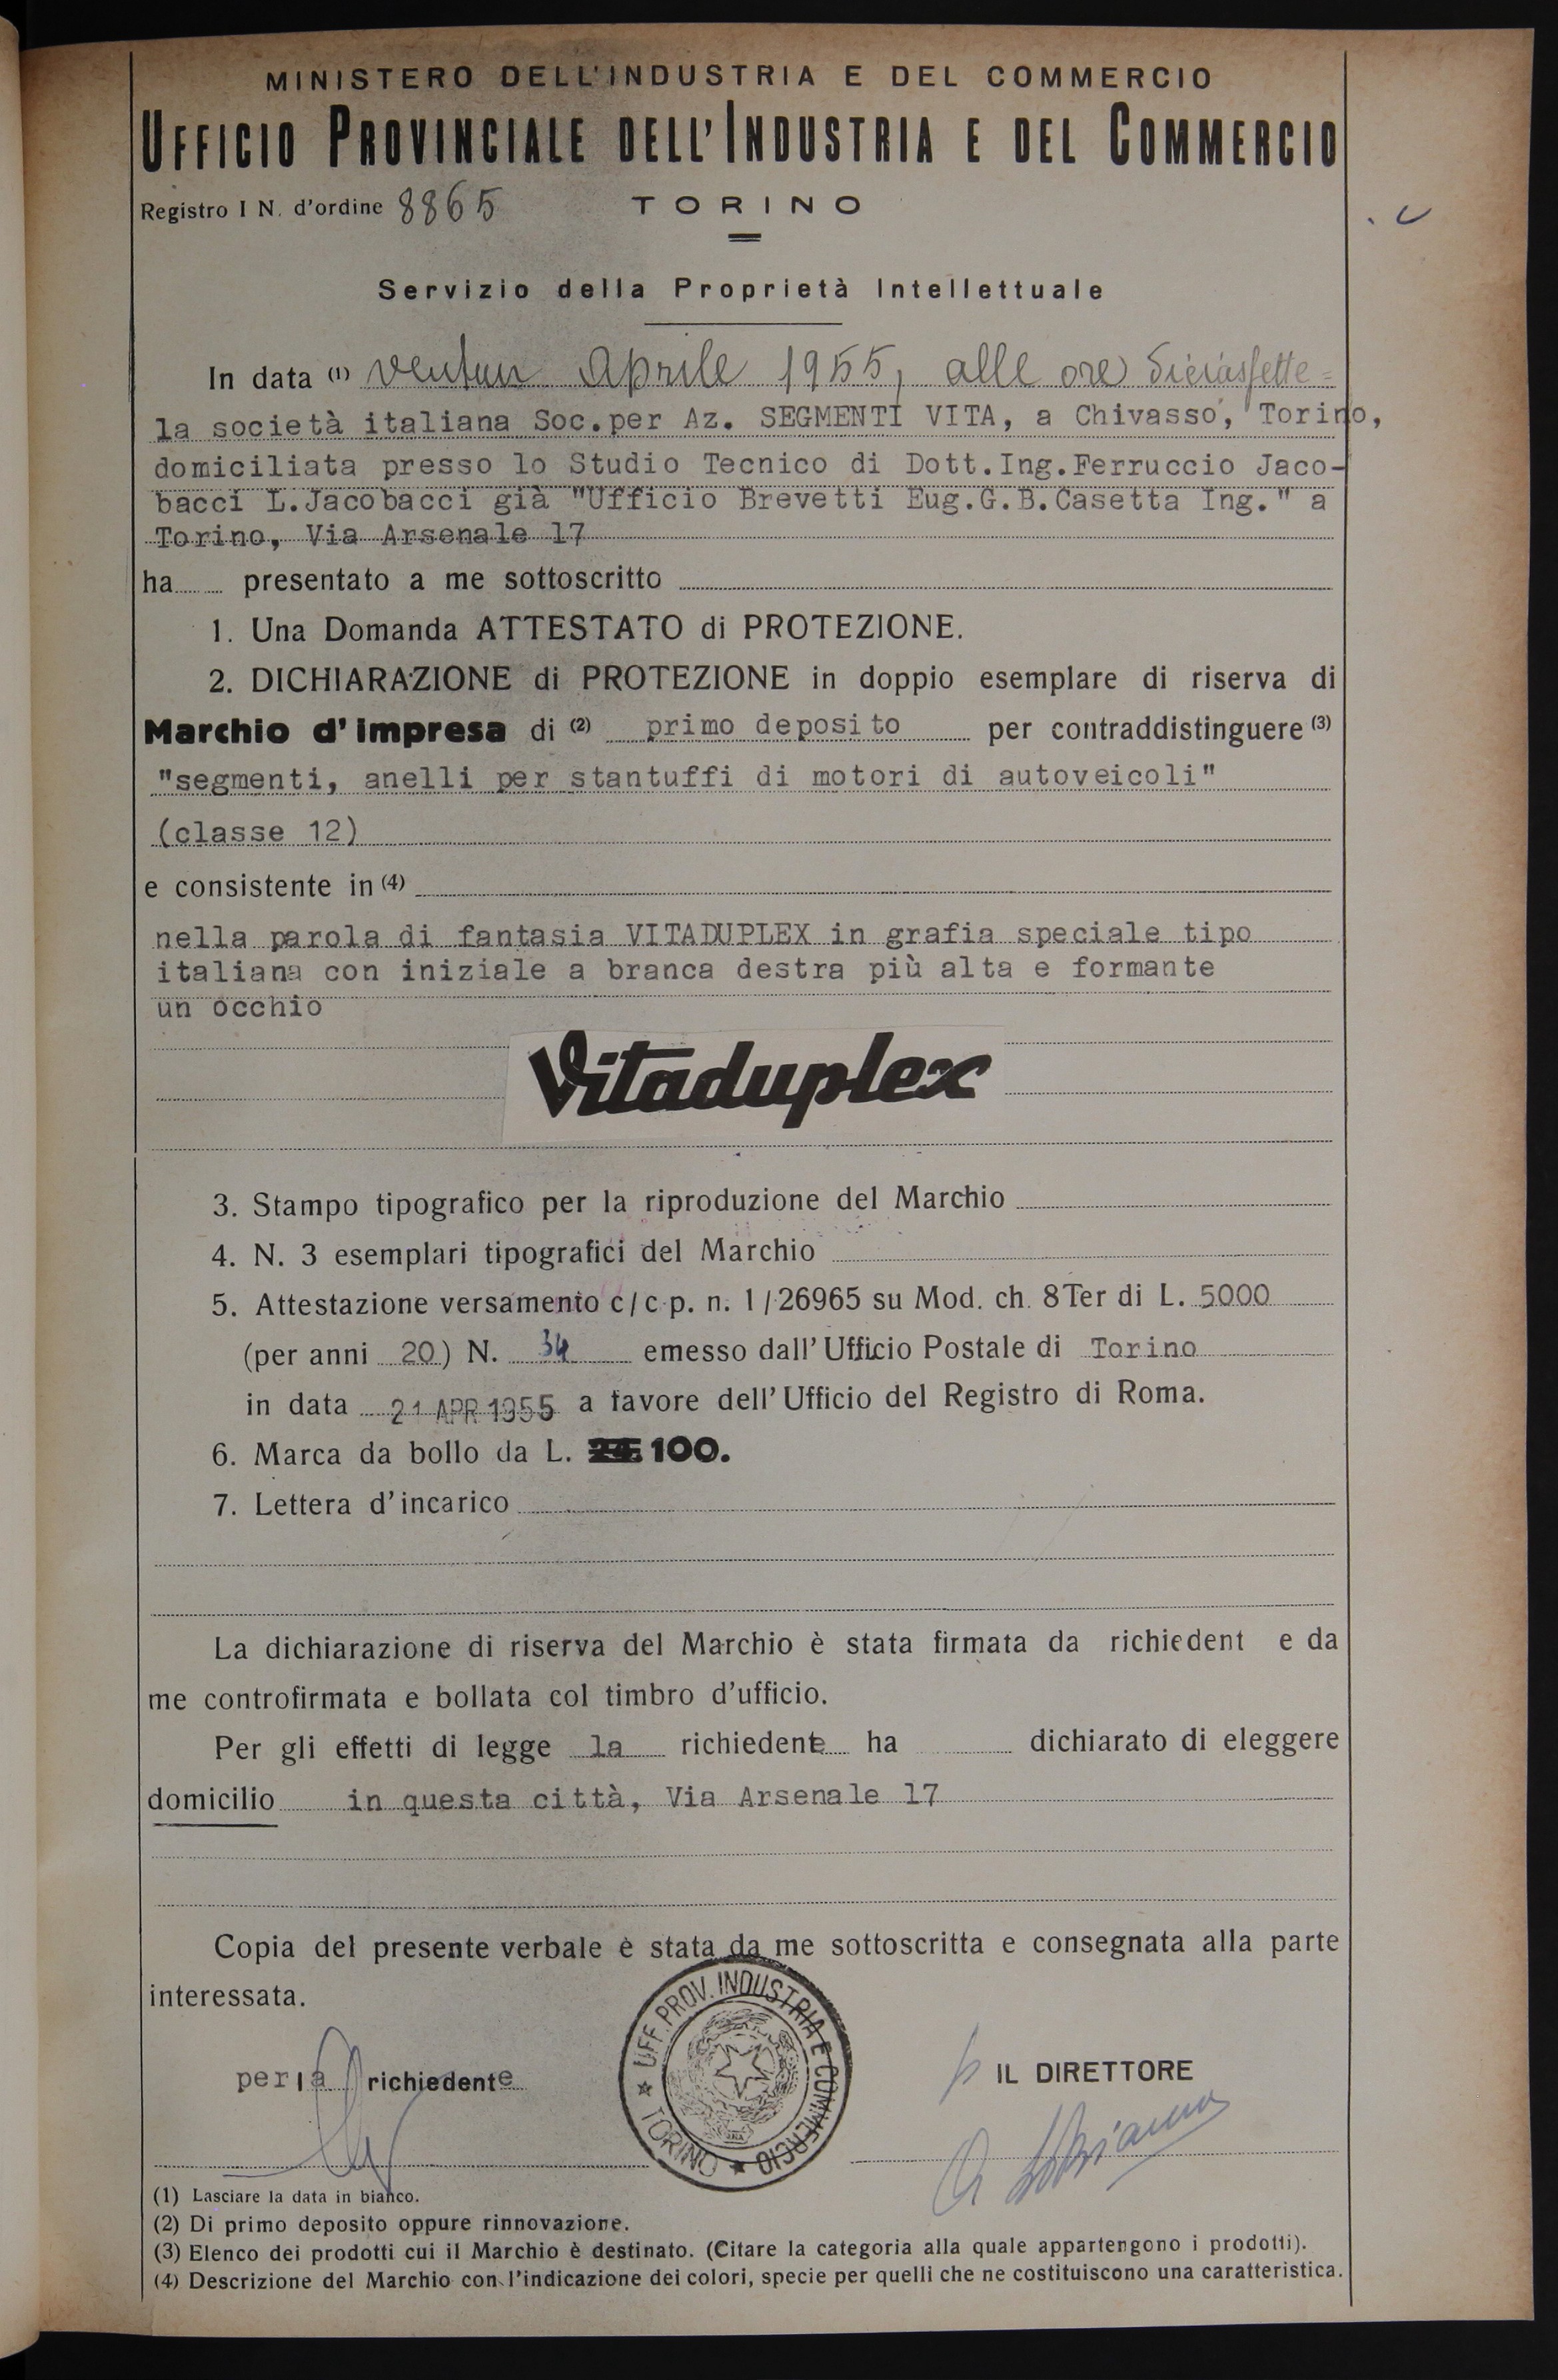 MINISTERO DELL'INDUSTRIA E DEL COMMERCIO
UFFICIO PROVINCIALE DELL'INDUSTRIA E DEL COMMERCIO
Registro I N. d'ordine 8865 TORINO
Servizio della Proprietà Intellettuale
In data (1) ventun Aprile 1955, alle ore diciassette=
la società italiana Soc.per Az. SEGMENTI VITA, a Chivasso, Torino,
domiciliata presso lo Studio Tecnico di Dott.Ing.Ferruccio Jaco-
bacci L.Jacobacci già "Ufficio Brevetti Eug.G.B.Casetta Ing." a
Torino, Via Arsenale 17
ha presentato a me sottoscritto
1. Una Domanda ATTESTATO di PROTEZIONE.
2. DICHIARAZIONE di PROTEZIONE in doppio esemplare di riserva di
Marchio d'impresa di (2) primo deposito per contraddistinguere (3)
"segmenti, anelli per stantuffi di motori di autoveicoli"
(classe 12)
e consistente in (4)
nella parola di fantasia VITADUPLEX in grafia speciale tipo
italiana con iniziale a branca destra più alta e formante
un occhio
Vitaduplex
3. Stampo tipografico per la riproduzione del Marchio
4. N. 3 esemplari tipografici del Marchio
5. Attestazione versamento c/c p. n. 1/26965 su Mod. ch. 8 Ter di L. 5000
(per anni 20) N. 34 emesso dall'Ufficio Postale di Torino
in data 21 APR 1955 a favore dell'Ufficio del Registro di Roma.
6. Marca da bollo da L. 100.
7. Lettera d'incarico
La dichiarazione di riserva del Marchio è stata firmata da richiedent e da
me controfirmata e bollata col timbro d'ufficio.
Per gli effetti di legge la richiedente ha dichiarato di eleggere
domicilio in questa città, Via Arsenale 17
Copia del presente verbale è stata da me sottoscritta e consegnata alla parte
interessata.
per la richiedente
UFF. PROV. INDUSTRIA E COMMERCIO TORINO
p IL DIRETTORE
(1) Lasciare la data in bianco.
(2) Di primo deposito oppure rinnovazione.
(3) Elenco dei prodotti cui il Marchio è destinato. (Citare la categoria alla quale appartengono i prodotti).
(4) Descrizione del Marchio con l'indicazione dei colori, specie per quelli che ne costituiscono una caratteristica.